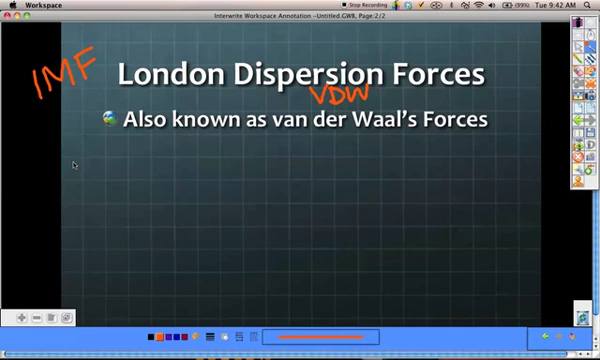 Workspace
Stop Recording
(99%)
Tue 9:42 AM
Interwrite Workspace Annotation -Untitled.GWB, Page:2/2
IMF
London Dispersion Forces
VDW
Also known as van der Waal's Forces